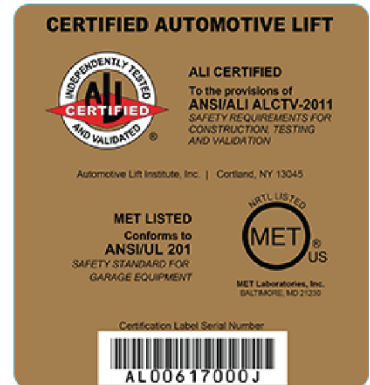 CERTIFIED AUTOMOTIVE LIFT
INDEPENDENTLY TESTED
ALI
CERTIFIED
AND VALIDATED
®
ALI CERTIFIED
To the provisions of
ANSI/ALI ALCTV-2011
SAFETY REQUIREMENTS FOR
CONSTRUCTION, TESTING
AND VALIDATION
Automotive Lift Institute, Inc. | Cortland, NY 13045
MET LISTED
Conforms to
ANSI/UL 201
SAFETY STANDARD FOR
GARAGE EQUIPMENT
NRTL LISTED
MET
®
US
MET Laboratories, Inc.
BALTIMORE, MD 21230
Certification Label Serial Number
AL00617000J